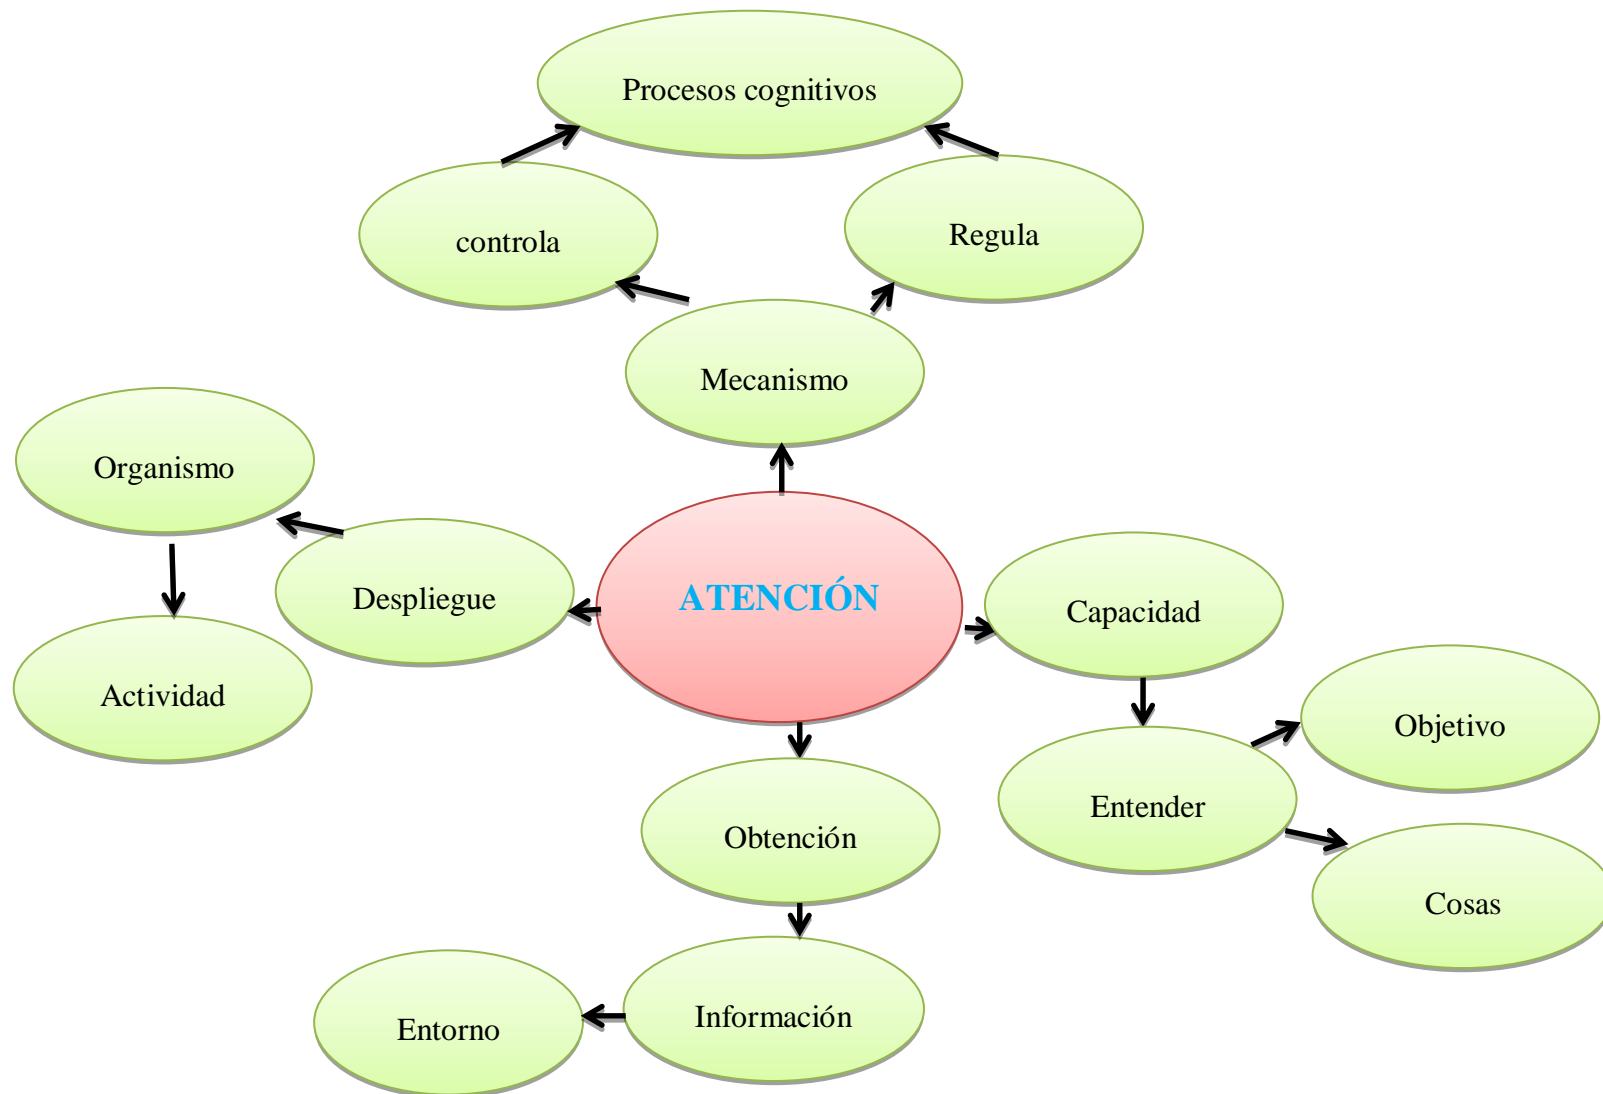 Procesos cognitivos
controla
Regula
Mecanismo
Organismo
Despliegue
ATENCIÓN
Capacidad
Actividad
Objetivo
Entender
Obtención
Cosas
Información
Entorno